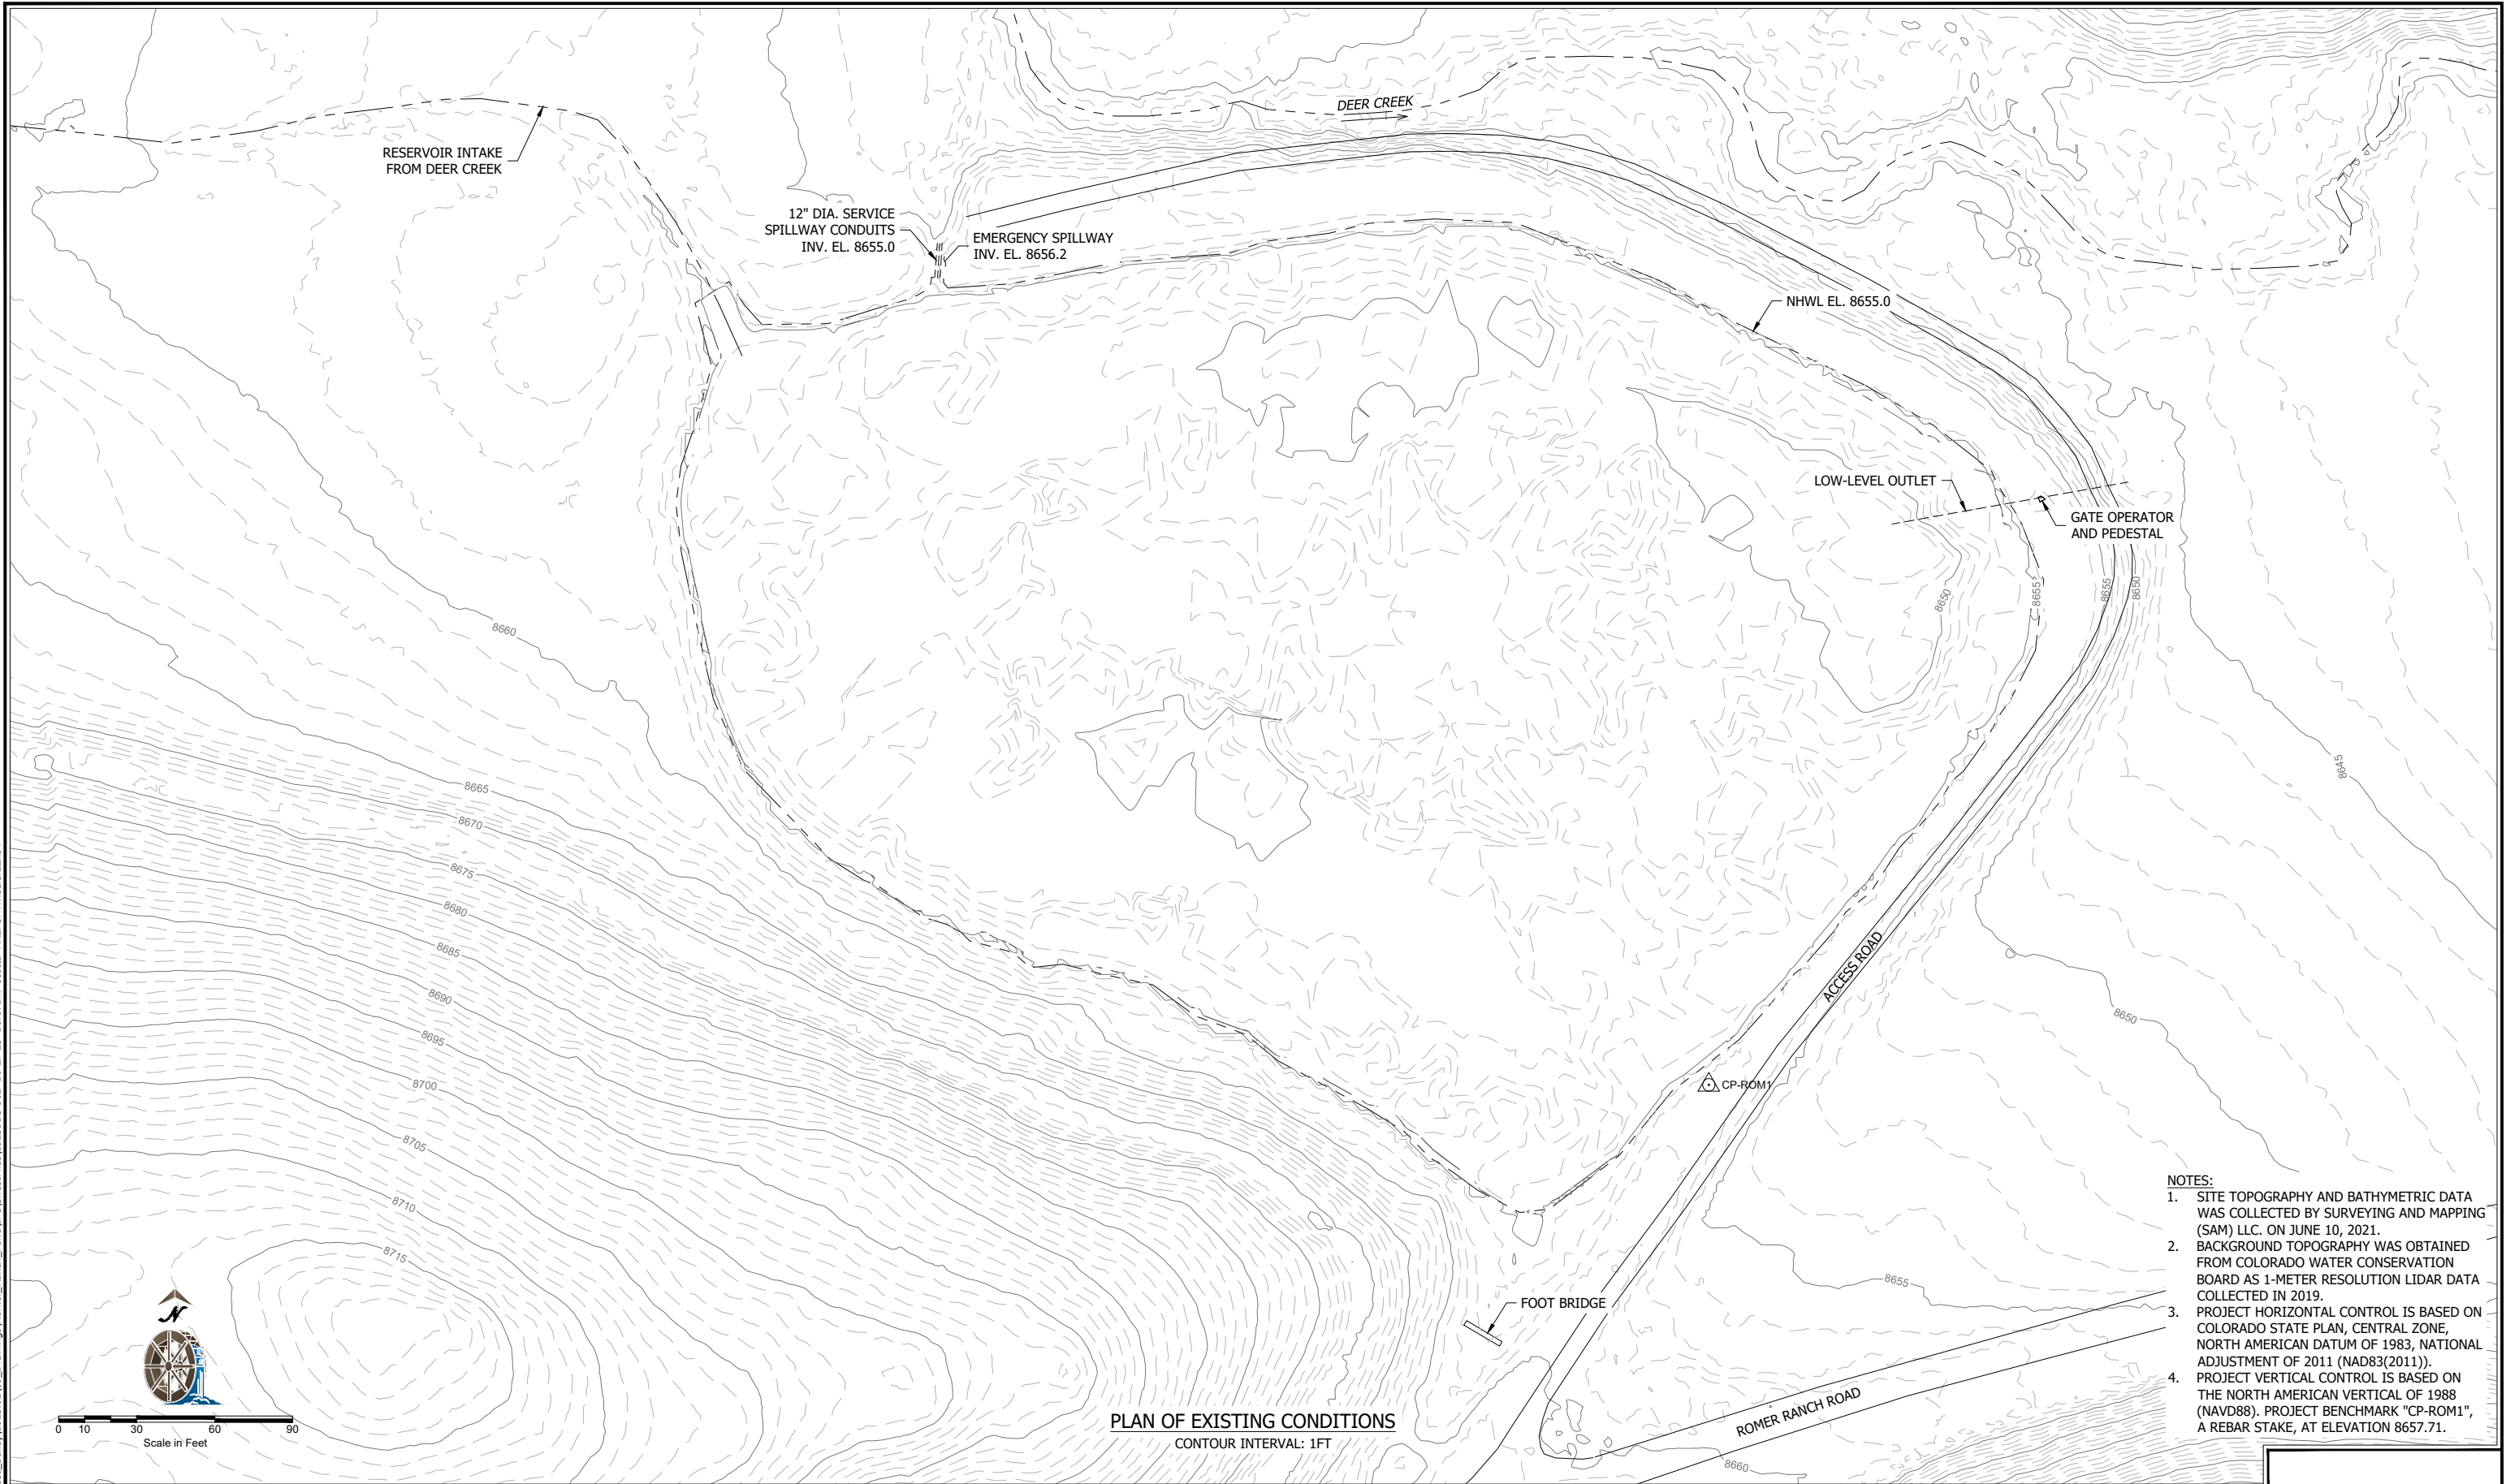 DEER CREEK
RESERVOIR INTAKE
FROM DEER CREEK
12" DIA. SERVICE
SPILLWAY CONDUITS
INV. EL. 8655.0
EMERGENCY SPILLWAY
INV. EL. 8656.2
NHWL EL. 8655.0
LOW-LEVEL OUTLET
GATE OPERATOR
AND PEDESTAL
8650
8655
8655
8650
8660
8645
8665
8670
8675
8680
8685
8690
8695
8700
8705
8710
8715
ACCESS ROAD
8650
CP-ROM1
8655
FOOT BRIDGE
ROMER RANCH ROAD
8660
N
0 10 30 60 90
Scale in Feet
PLAN OF EXISTING CONDITIONS
CONTOUR INTERVAL: 1FT
NOTES:
1. SITE TOPOGRAPHY AND BATHYMETRIC DATA
WAS COLLECTED BY SURVEYING AND MAPPING
(SAM) LLC. ON JUNE 10, 2021.
2. BACKGROUND TOPOGRAPHY WAS OBTAINED
FROM COLORADO WATER CONSERVATION
BOARD AS 1-METER RESOLUTION LIDAR DATA
COLLECTED IN 2019.
3. PROJECT HORIZONTAL CONTROL IS BASED ON
COLORADO STATE PLAN, CENTRAL ZONE,
NORTH AMERICAN DATUM OF 1983, NATIONAL
ADJUSTMENT OF 2011 (NAD83(2011)).
4. PROJECT VERTICAL CONTROL IS BASED ON
THE NORTH AMERICAN VERTICAL OF 1988
(NAVD88). PROJECT BENCHMARK "CP-ROM1",
A REBAR STAKE, AT ELEVATION 8657.71.